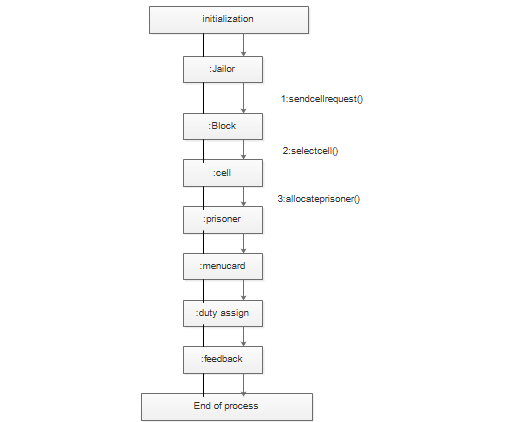 initialization
:Jailor
1:sendcellrequest()
:Block
2:selectcell()
:cell
3:allocateprisoner()
:prisoner
:menucard
:duty assign
:feedback
End of process